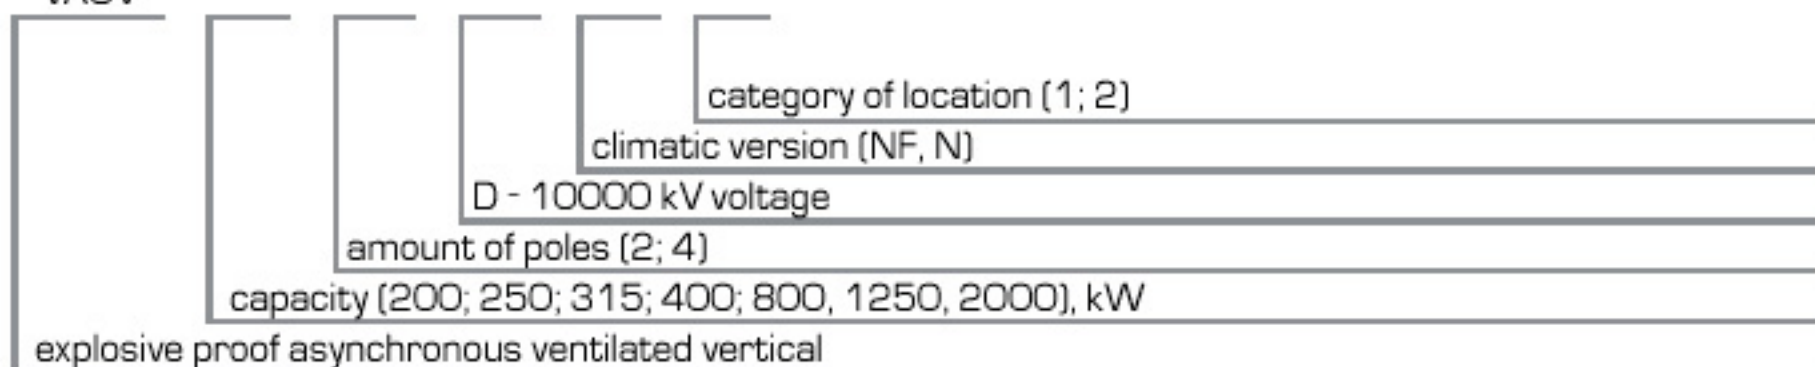 category of location (1; 2)
climatic version (NF, N)
D - 10000 kV voltage
amount of poles (2; 4)
capacity (200; 250; 315; 400; 800, 1250, 2000), kW
explosive proof asynchronous ventilated vertical